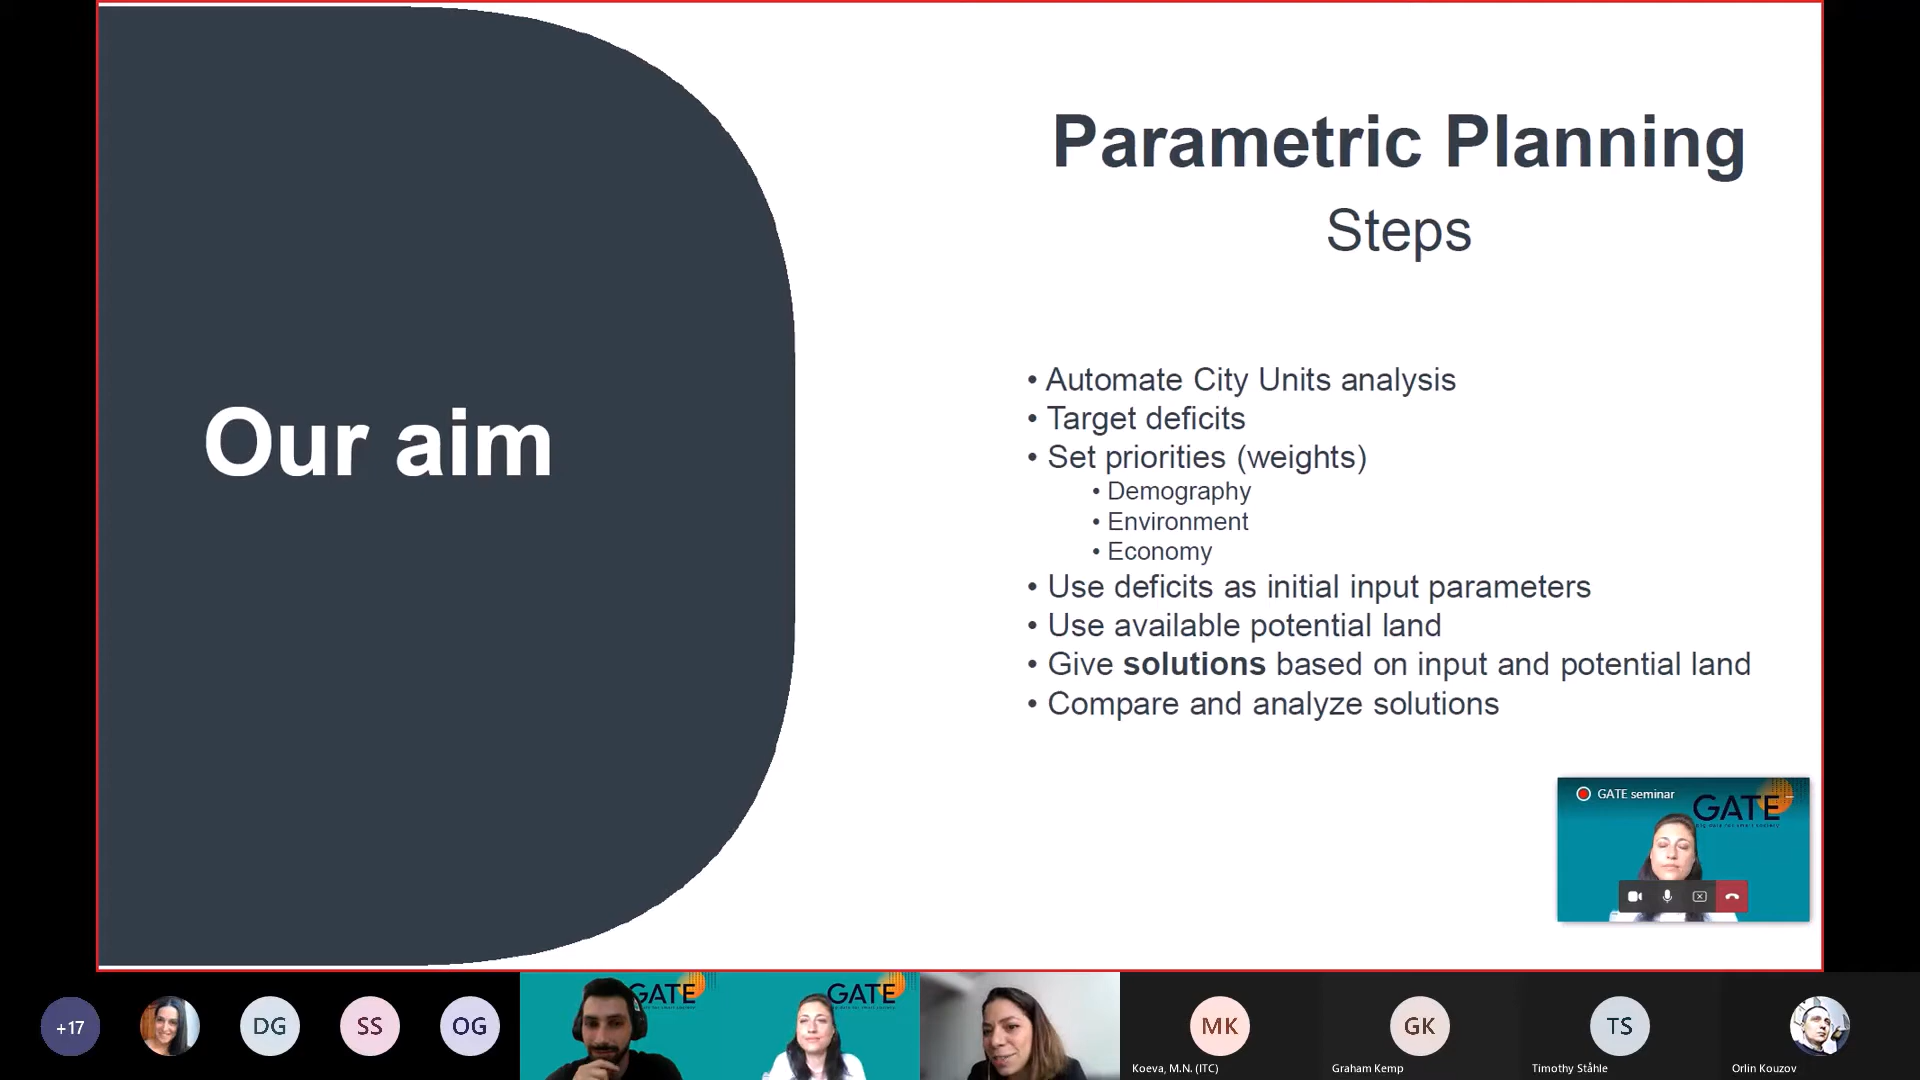 Our aim
Parametric Planning
Steps
• Automate City Units analysis
• Target deficits
• Set priorities (weights)
• Demography
• Environment
• Economy
• Use deficits as initial input parameters
• Use available potential land
• Give solutions based on input and potential land
• Compare and analyze solutions
GATE seminar
GATE
+17
DG
SS
OG
GATE
GATE
MK
Koeva, M.N. (ITC)
GK
Graham Kemp
TS
Timothy Ståhle
Orlin Kouzov